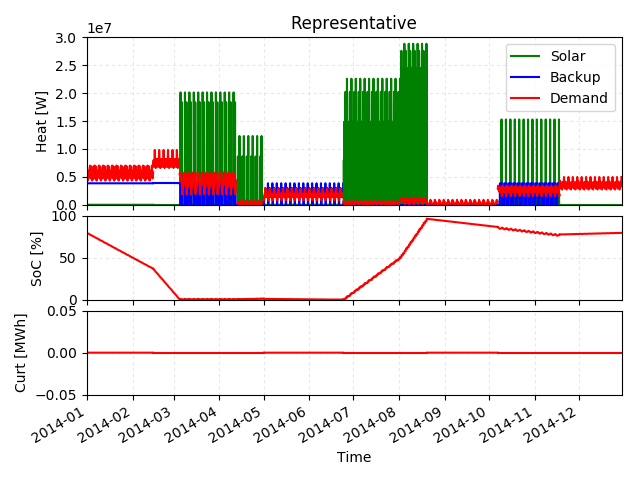 Representative
1e7
3.0
2.5
2.0
1.5
1.0
0.5
0.0
Heat [W]
Solar
Backup
Demand
100
50
0
SoC [%]
0.05
0.00
−0.05
Curt [MWh]
2014-01
2014-02
2014-03
2014-04
2014-05
2014-06
2014-07
2014-08
2014-09
2014-10
2014-11
2014-12
Time